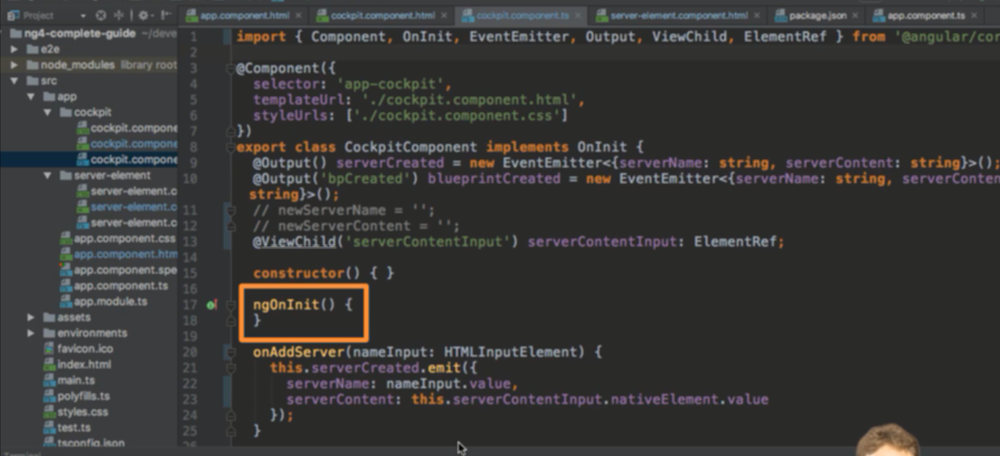 Project
app.component.html
cockpit.component.html
cockpit.component.ts
server-element.component.html
package.json
app.component.ts
ng4-complete-guide ~/deve
e2e
node_modules library root
src
app
cockpit
cockpit.compone
cockpit.compone
cockpit.compone
server-element
server-element.c
server-element.c
server-element.c
app.component.css
app.component.htm
app.component.spe
app.component.ts
app.module.ts
assets
environments
favicon.ico
index.html
main.ts
polyfills.ts
styles.css
test.ts
tsconfig.json
1 import { Component, OnInit, EventEmitter, Output, ViewChild, ElementRef } from '@angular/cor
2
3 @Component({
4 selector: 'app-cockpit',
5 templateUrl: './cockpit.component.html',
6 styleUrls: ['./cockpit.component.css']
7 })
8 export class CockpitComponent implements OnInit {
9 @Output() serverCreated = new EventEmitter<{serverName: string, serverContent: string}>();
10 @Output('bpCreated') blueprintCreated = new EventEmitter<{serverName: string, serverConten
string}>();
11 // newServerName = '';
12 // newServerContent = '';
13 @ViewChild('serverContentInput') serverContentInput: ElementRef;
14
15 constructor() { }
16
17 ngOnInit() {
18 }
19
20 onAddServer(nameInput: HTMLInputElement) {
21 this.serverCreated.emit({
22 serverName: nameInput.value,
23 serverContent: this.serverContentInput.nativeElement.value
24 });
25 }